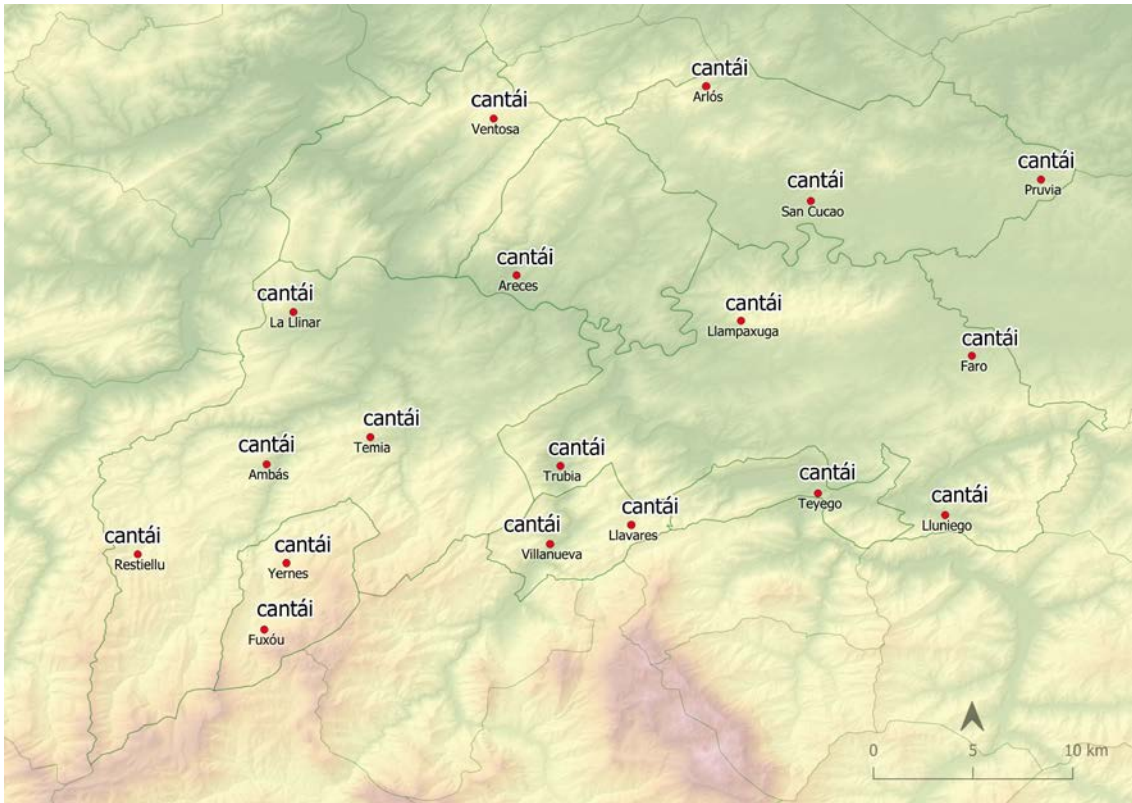 cantái
Arlós
cantái
Ventosa
cantái
Pruvia
cantái
San Cucao
cantái
Areces
cantái
La Llinar
cantái
Llampaxuga
cantái
Faro
cantái
Temia
cantái
Ambás
cantái
Trubia
cantái
Teyego
cantái
Lluniego
cantái
Llavares
cantái
Villanueva
cantái
Restiellu
cantái
Yernes
cantái
Fuxóu
0 5 10 km